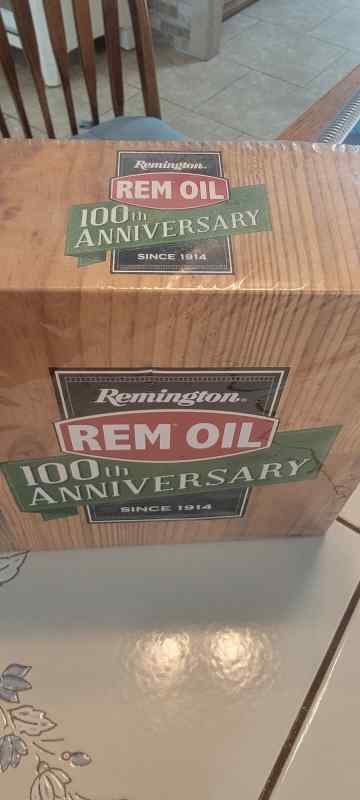 Remington®
REM OIL
100th
ANNIVERSARY
SINCE 1914
Remington®
REM OIL
100th
ANNIVERSARY
SINCE 1914